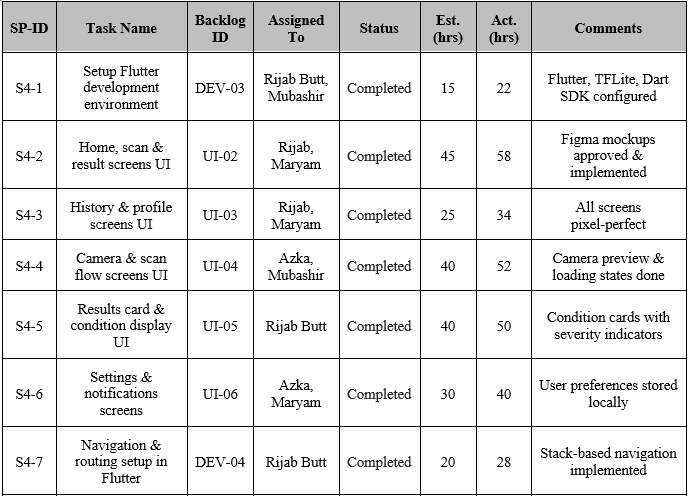 SP-ID Task Name Backlog ID Assigned To Status Est. (hrs) Act. (hrs) Comments
S4-1 Setup Flutter development environment DEV-03 Rijab Butt, Mubashir Completed 15 22 Flutter, TFLite, Dart SDK configured
S4-2 Home, scan & result screens UI UI-02 Rijab, Maryam Completed 45 58 Figma mockups approved & implemented
S4-3 History & profile screens UI UI-03 Rijab, Maryam Completed 25 34 All screens pixel-perfect
S4-4 Camera & scan flow screens UI UI-04 Azka, Mubashir Completed 40 52 Camera preview & loading states done
S4-5 Results card & condition display UI UI-05 Rijab Butt Completed 40 50 Condition cards with severity indicators
S4-6 Settings & notifications screens UI-06 Azka, Maryam Completed 30 40 User preferences stored locally
S4-7 Navigation & routing setup in Flutter DEV-04 Rijab Butt Completed 20 28 Stack-based navigation implemented